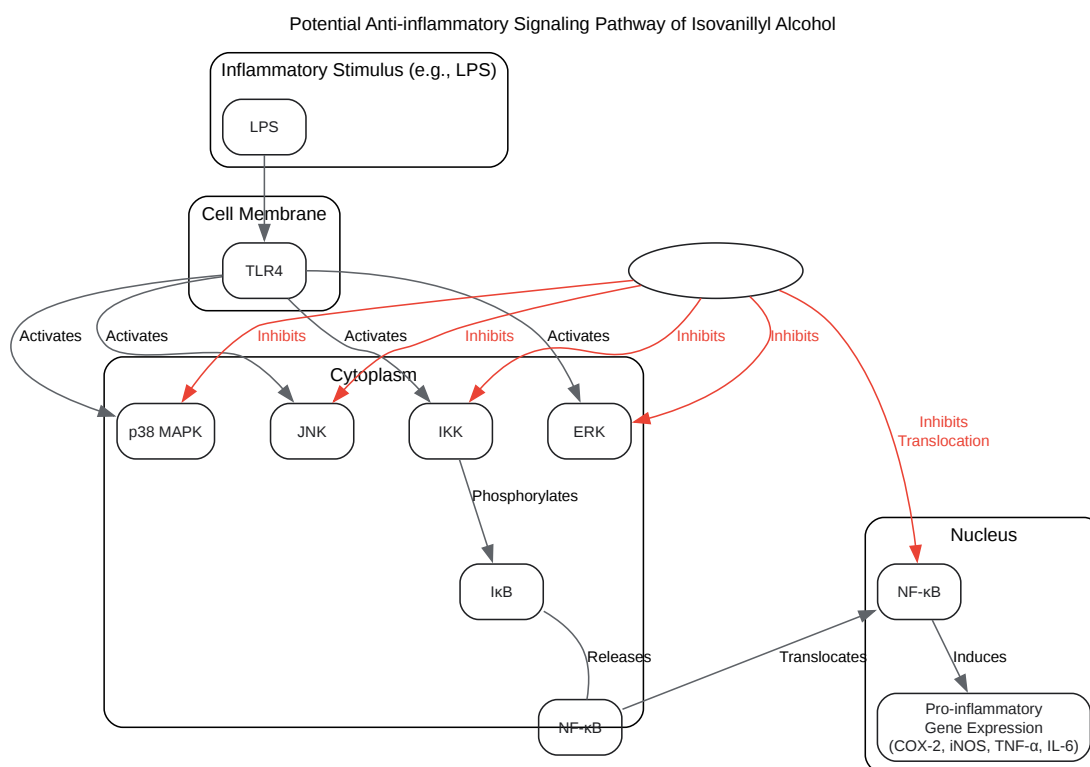 Potential Anti-inflammatory Signaling Pathway of Isovanillyl Alcohol
Inflammatory Stimulus (e.g., LPS)
LPS
Cell Membrane
TLR4
Activates
Activates
Inhibits
Activates
Inhibits
Activates
Inhibits
Inhibits
Cytoplasm
p38 MAPK
JNK
IKK
ERK
Inhibits
Translocation
Phosphorylates
Nucleus
IκB
NF-κB
Releases
Translocates
Induces
NF-κB
Pro-inflammatory
Gene Expression
(COX-2, iNOS, TNF-α, IL-6)